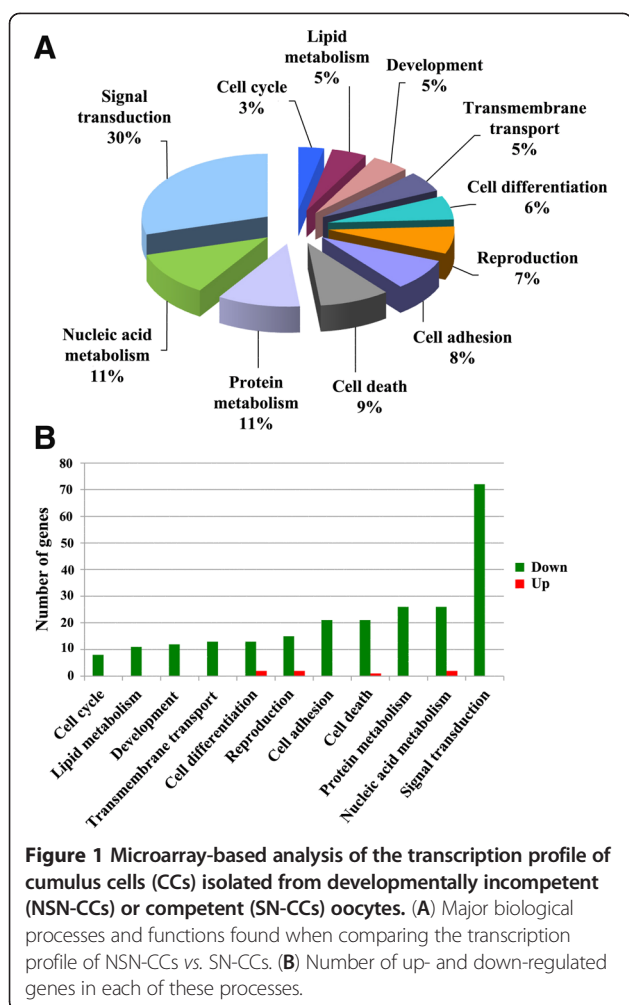 A
Lipid
metabolism
5%
Development
5%
Cell cycle
3%
Signal
transduction
30%
Transmembrane
transport
5%
Cell differentiation
6%
Reproduction
7%
Cell adhesion
8%
Cell death
9%
Protein
metabolism
11%
Nucleic acid
metabolism
11%
B
Number of genes
80
70
60
50
40
30
20
10
0
Down
Up
Cell cycle
Lipid metabolism
Development
Transmembrane transport
Cell differentiation
Reproduction
Cell adhesion
Cell death
Protein metabolism
Nucleic acid metabolism
Signal transduction
Figure 1 Microarray-based analysis of the transcription profile of
cumulus cells (CCs) isolated from developmentally incompetent
(NSN-CCs) or competent (SN-CCs) oocytes. (A) Major biological
processes and functions found when comparing the transcription
profile of NSN-CCs vs. SN-CCs. (B) Number of up- and down-regulated
genes in each of these processes.